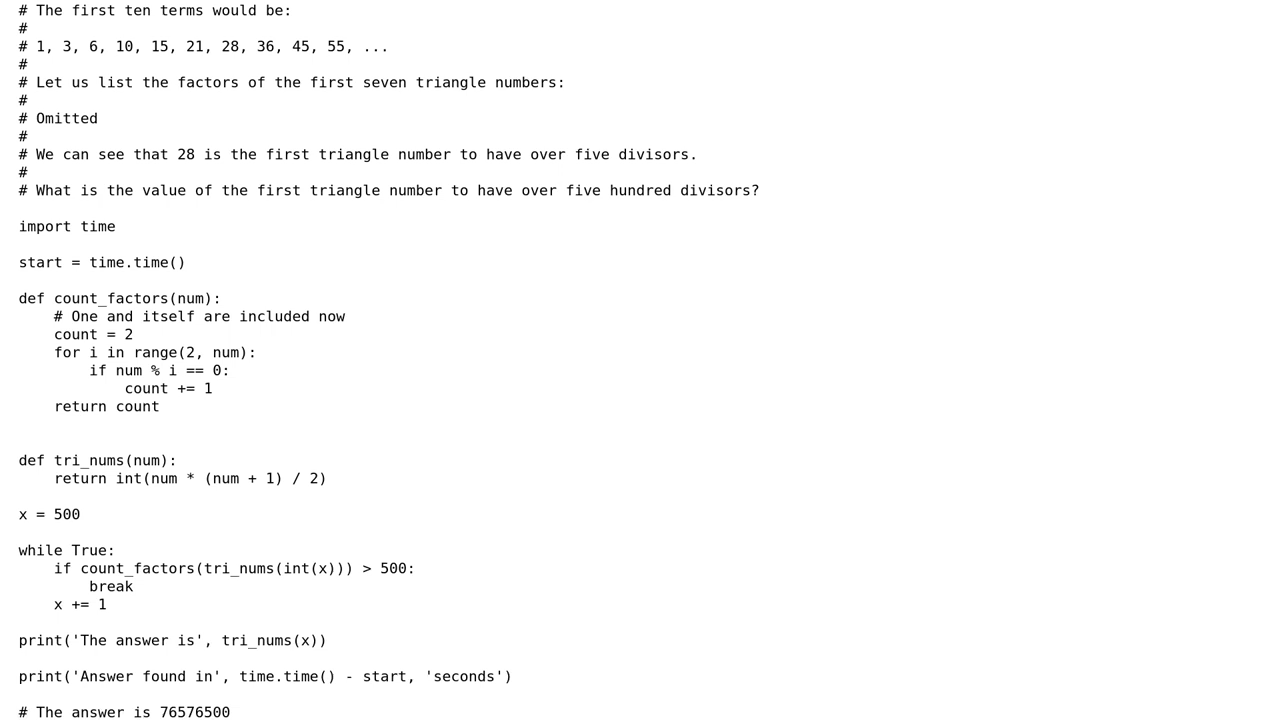 # The first ten terms would be:
#
# 1, 3, 6, 10, 15, 21, 28, 36, 45, 55, ...
#
# Let us list the factors of the first seven triangle numbers:
#
# Omitted
#
# We can see that 28 is the first triangle number to have over five divisors.
#
# What is the value of the first triangle number to have over five hundred divisors?

import time

start = time.time()

def count_factors(num):
    # One and itself are included now
    count = 2
    for i in range(2, num):
        if num % i == 0:
            count += 1
    return count


def tri_nums(num):
    return int(num * (num + 1) / 2)

x = 500

while True:
    if count_factors(tri_nums(int(x))) > 500:
        break
    x += 1

print('The answer is', tri_nums(x))

print('Answer found in', time.time() - start, 'seconds')

# The answer is 76576500